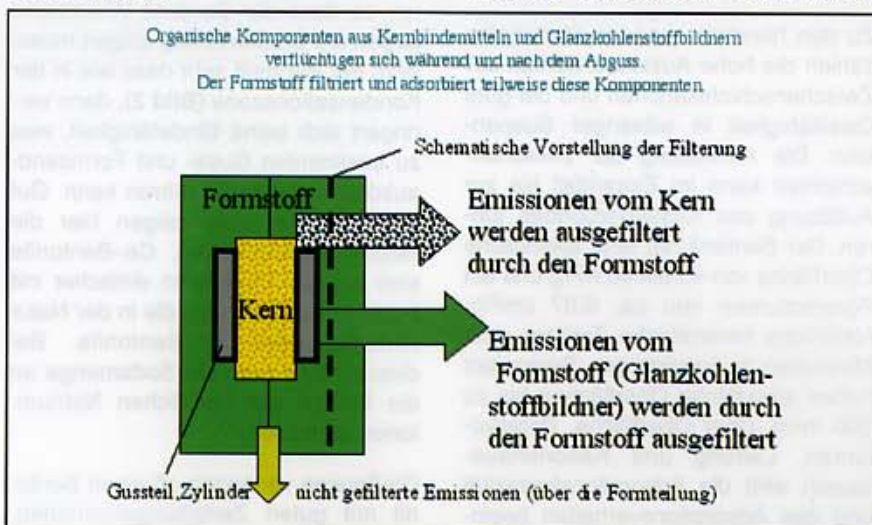 Organische Komponenten aus Kernbindemitteln und Glanzkohlenstoffbildnern
verflüchtigen sich während und nach dem Abguss.
Der Formstoff filtriert und adsorbiert teilweise diese Komponenten.
Schematische Vorstellung der Filterung
Formstoff
Emissionen vom Kern
werden ausgefiltert
durch den Formstoff
Kern
Emissionen vom
Formstoff (Glanzkohlen-
stoffbildner) werden durch
den Formstoff ausgefiltert
Gussteil, Zylinder
nicht gefilterte Emissionen (über die Formteilung)